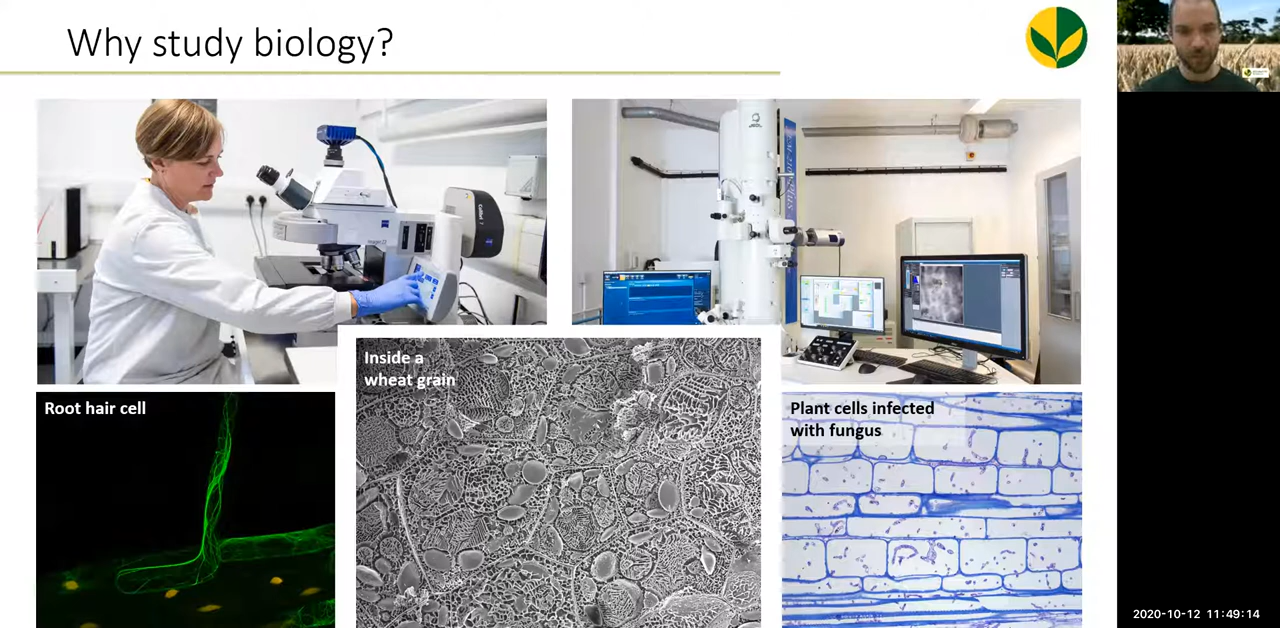 Why study biology?
Root hair cell
Inside a
wheat grain
Plant cells infected
with fungus
2020-10-12 11:49:14